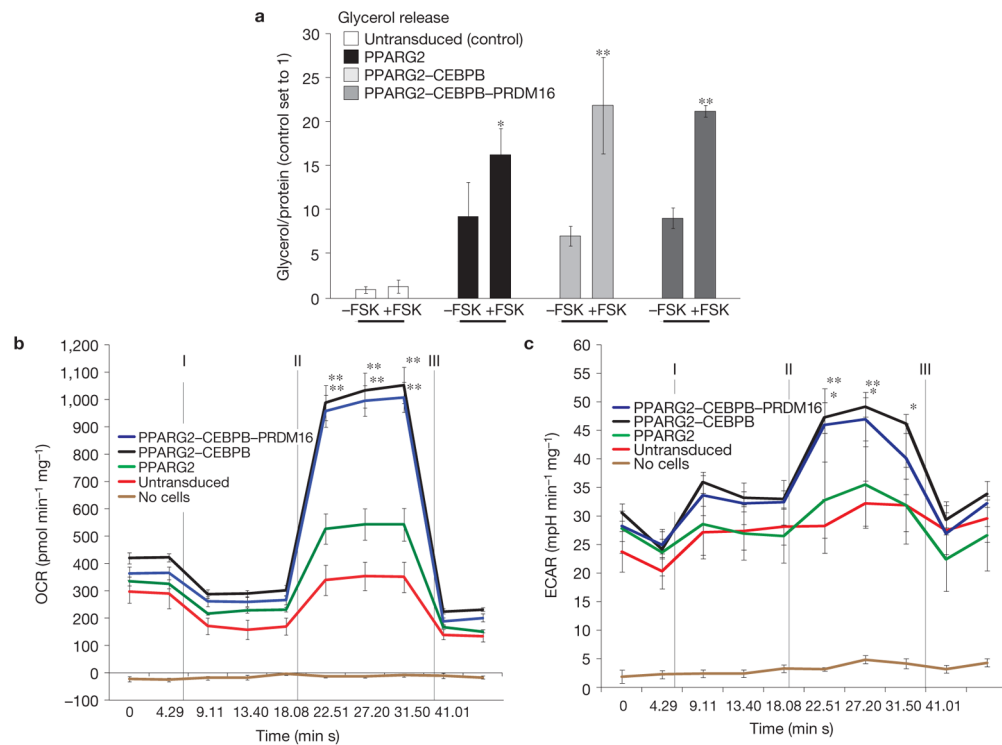 a
Glycerol release
Untransduced (control)
PPARG2
PPARG2–CEBPB
PPARG2–CEBPB–PRDM16
Glycerol/protein (control set to 1)
30
25
20
15
10
5
0
* ** **
–FSK +FSK –FSK +FSK –FSK +FSK –FSK +FSK
b
I II III
** ** **
** ** **
OCR (pmol min⁻¹ mg⁻¹)
1,200
1,100
1,000
900
800
700
600
500
400
300
200
100
0
–100
PPARG2–CEBPB–PRDM16
PPARG2–CEBPB
PPARG2
Untransduced
No cells
0 4.29 9.11 13.40 18.08 22.51 27.20 31.50 41.01
Time (min s)
c
I II III
** **
* * *
ECAR (mpH min⁻¹ mg⁻¹)
60
55
50
45
40
35
30
25
20
15
10
5
0
PPARG2–CEBPB–PRDM16
PPARG2–CEBPB
PPARG2
Untransduced
No cells
0 4.29 9.11 13.40 18.08 22.51 27.20 31.50 41.01
Time (min s)